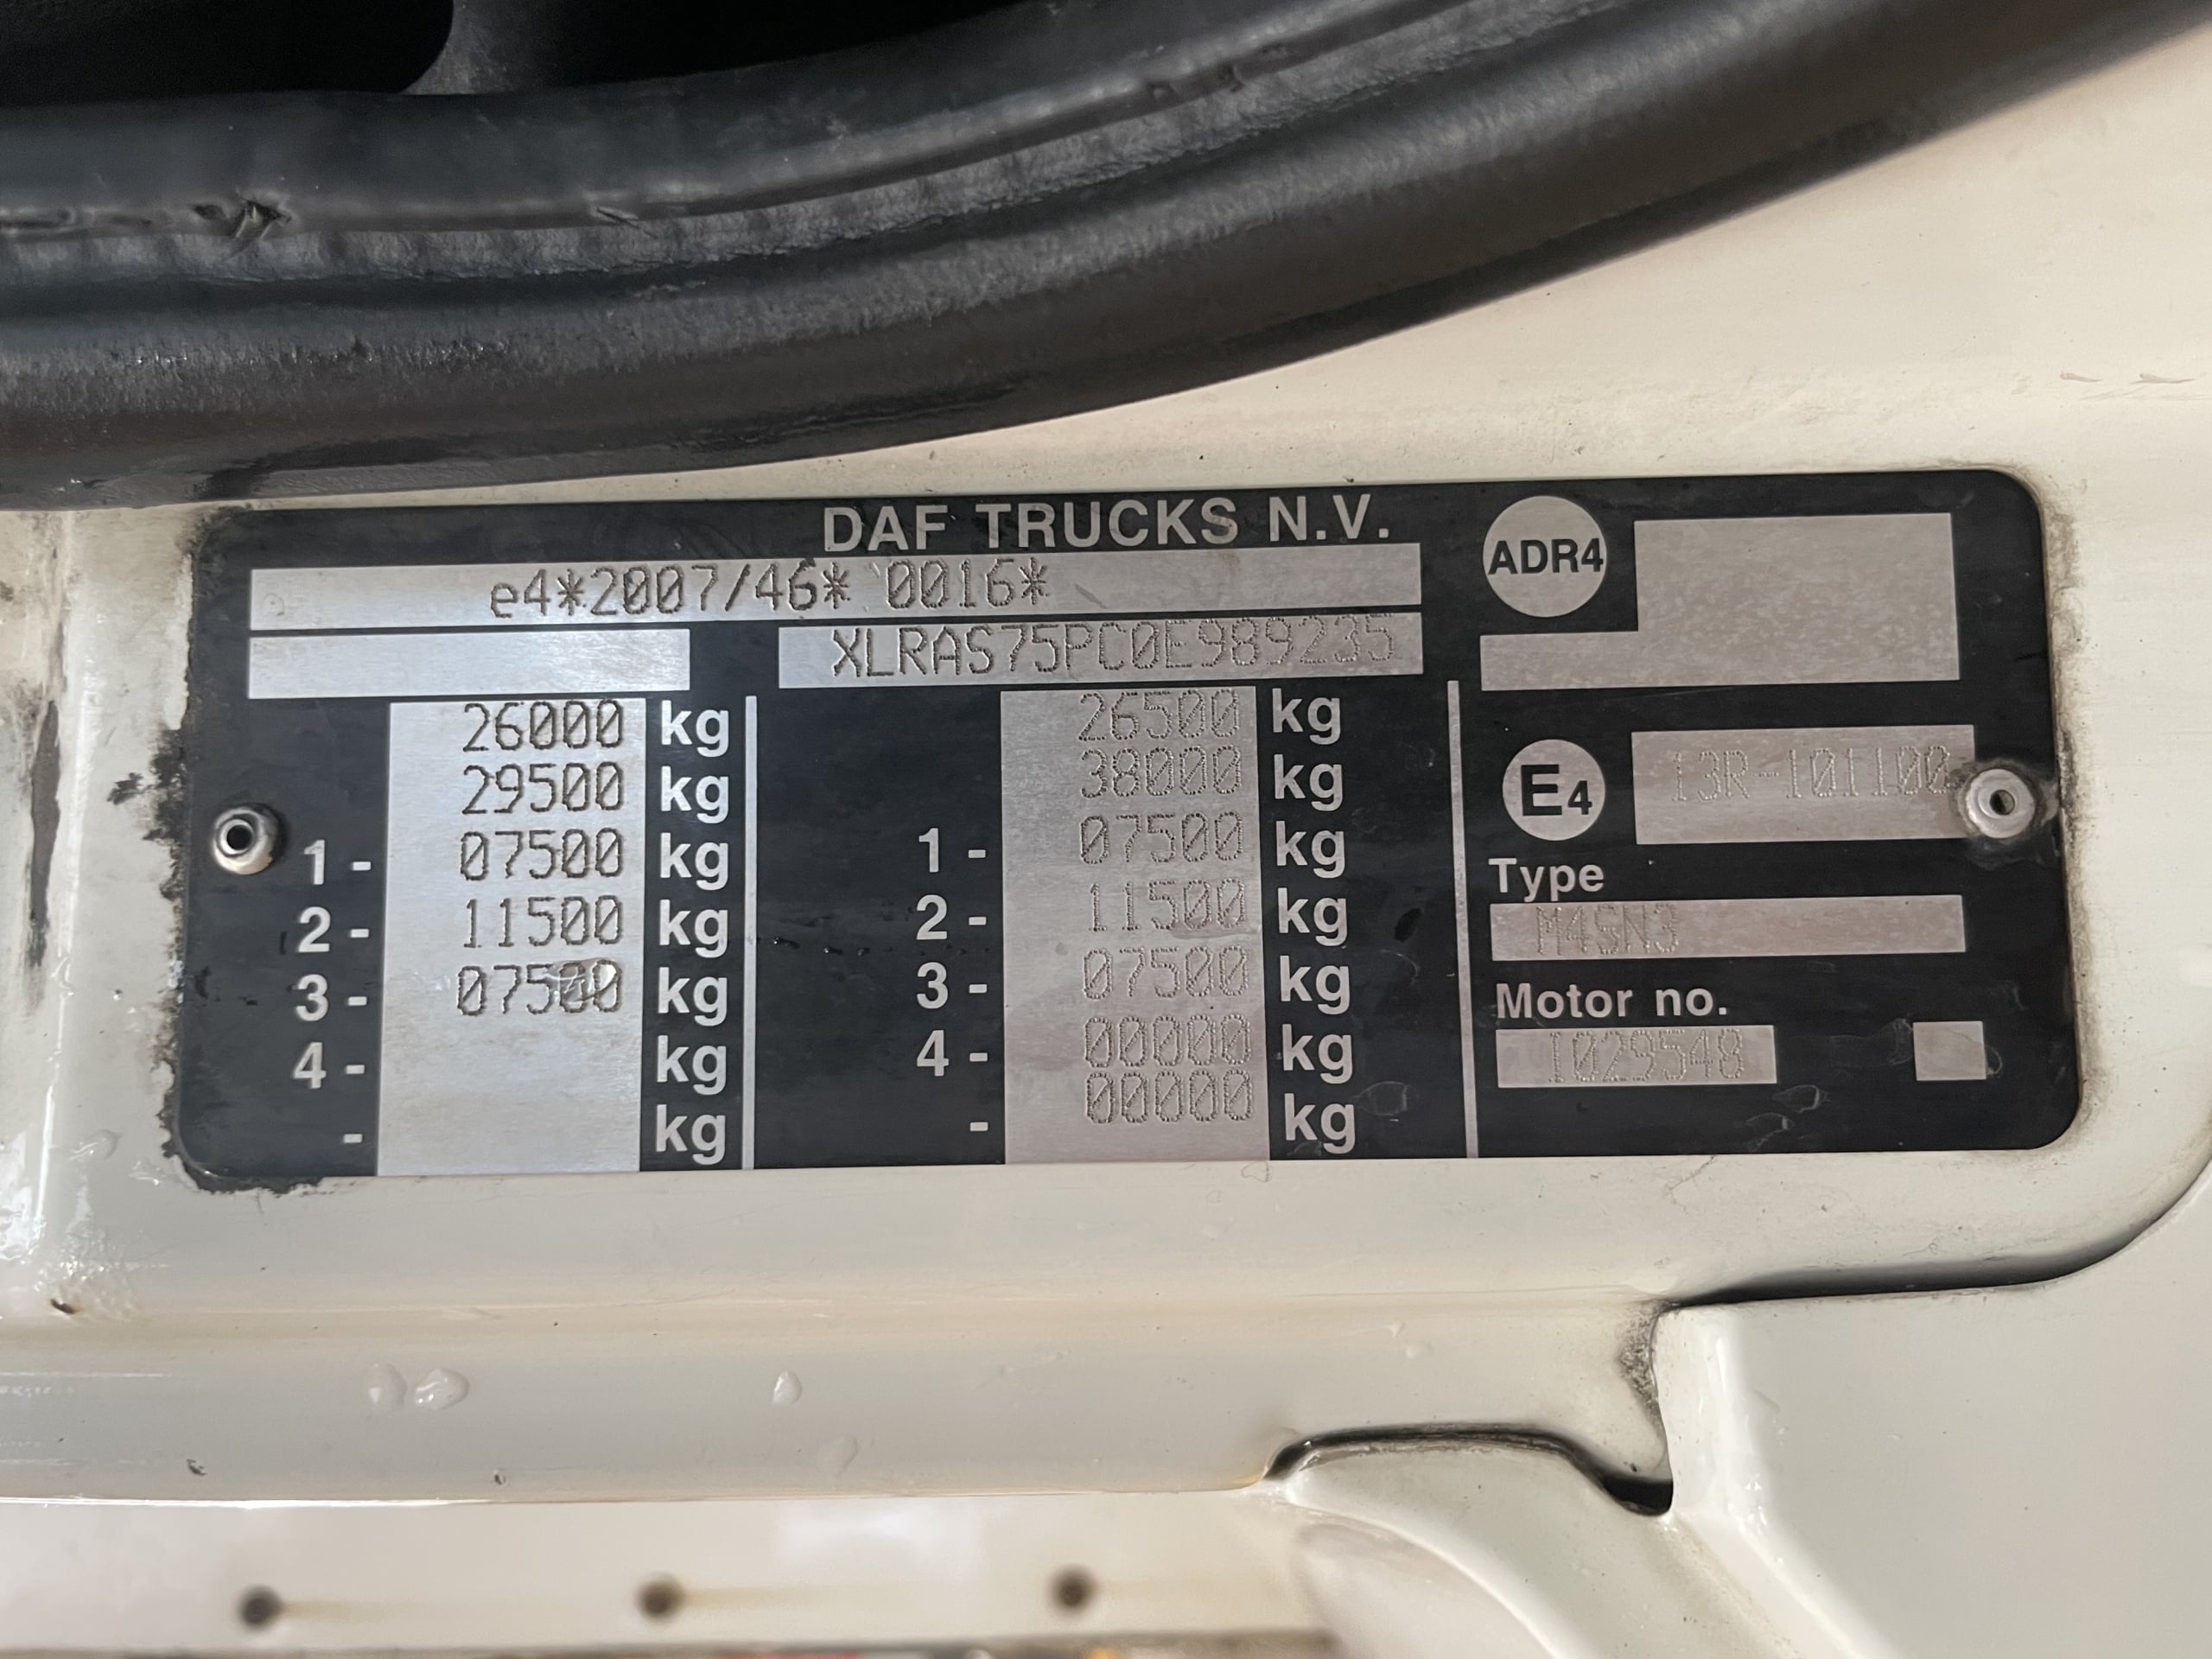 DAF TRUCKS N.V.
e4*2007/46* 0016*
XLRAS75PC0E989235
26000 kg
29500 kg
1 - 07500 kg
2 - 11500 kg
3 - 07500 kg
4 - kg
- kg
26500 kg
38000 kg
1 - 07500 kg
2 - 11500 kg
3 - 07500 kg
4 - 00000 kg
- 00000 kg
ADR4
E4 13R-101100
Type
M4SN3
Motor no.
1029548